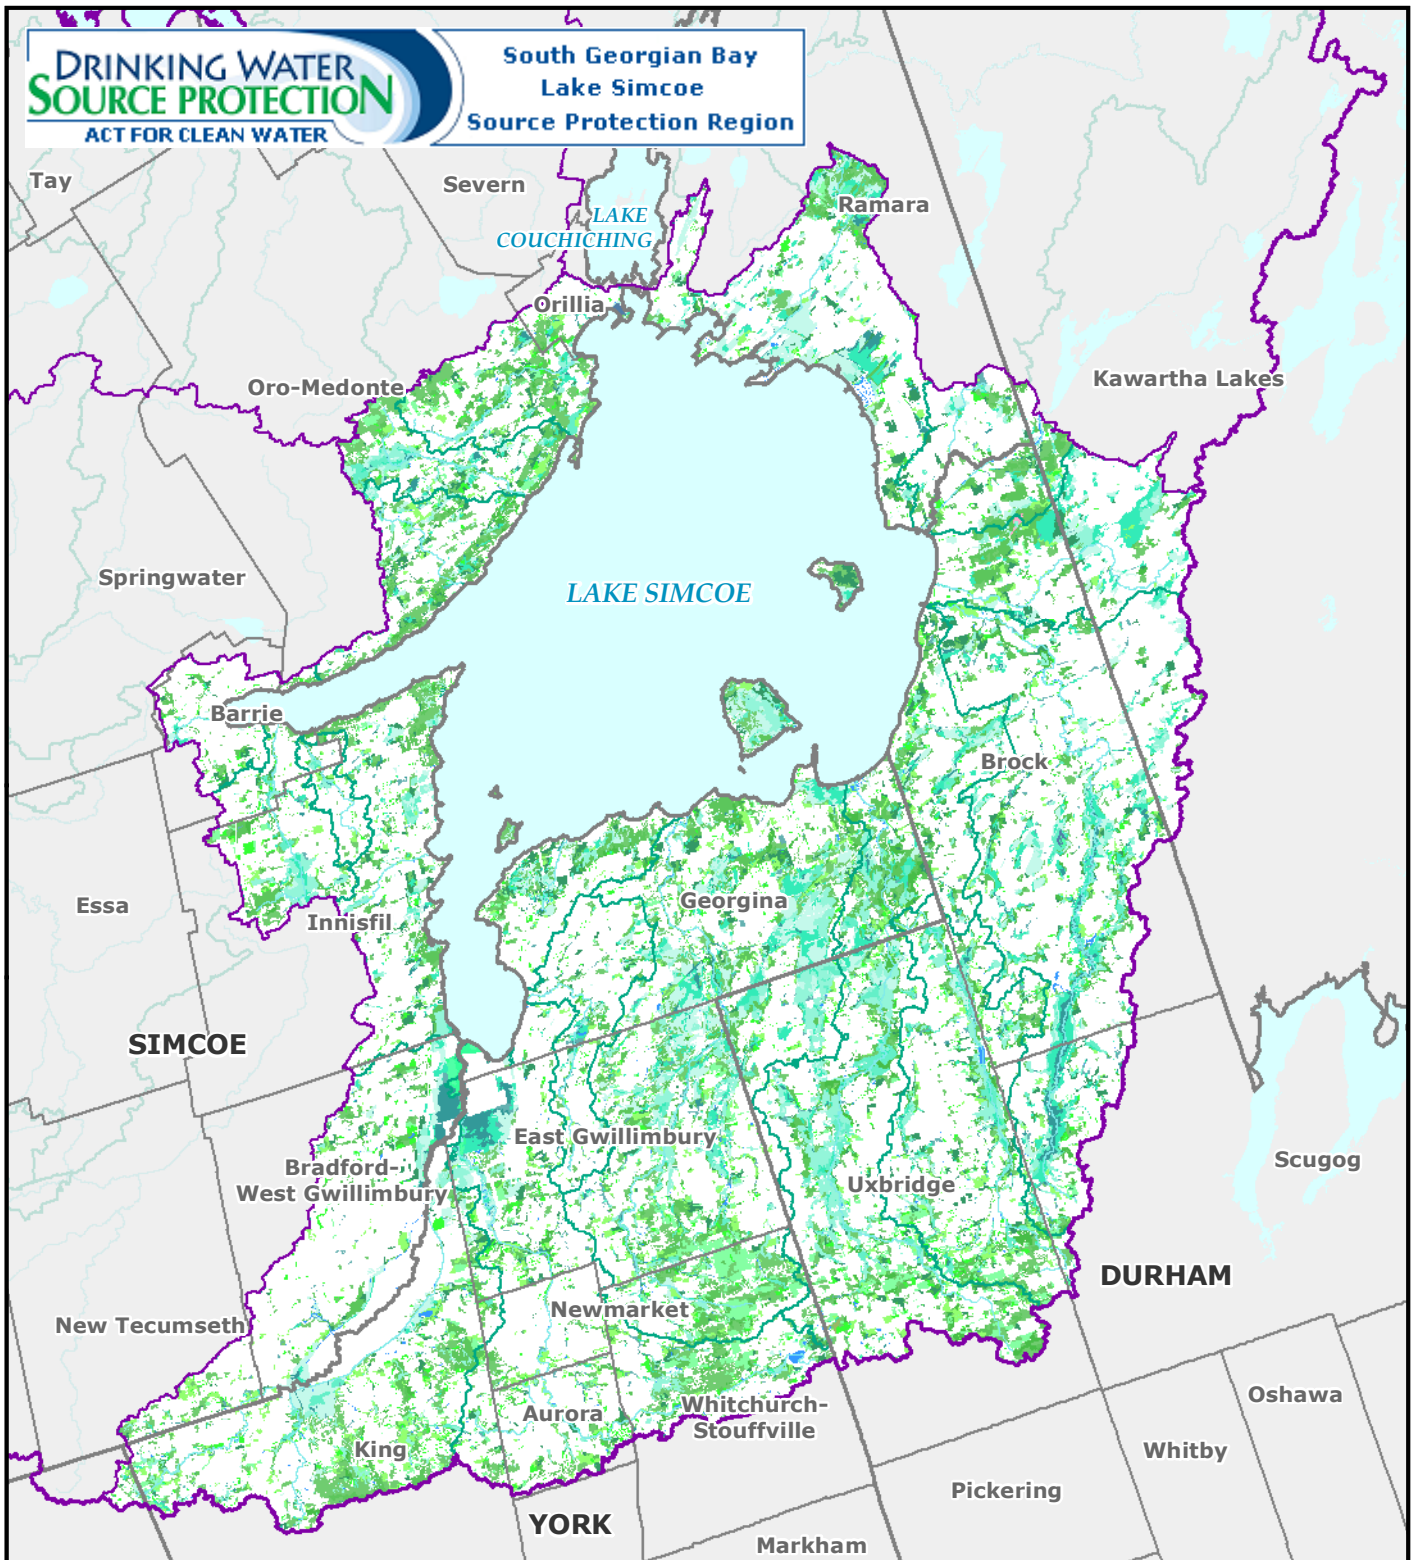 DRINKING WATER
SOURCE PROTECTION
ACT FOR CLEAN WATER
South Georgian Bay
Lake Simcoe
Source Protection Region
Tay
Severn
LAKE
COUCHICHING
Ramara
Orillia
Oro-Medonte
Kawartha Lakes
Springwater
LAKE SIMCOE
Barrie
Brock
Essa
Innisfil
Georgina
SIMCOE
East Gwillimbury
Bradford-
West Gwillimbury
Uxbridge
Scugog
DURHAM
New Tecumseth
Newmarket
Aurora
Whitchurch-
Stouffville
Oshawa
King
Whitby
Pickering
YORK
Markham